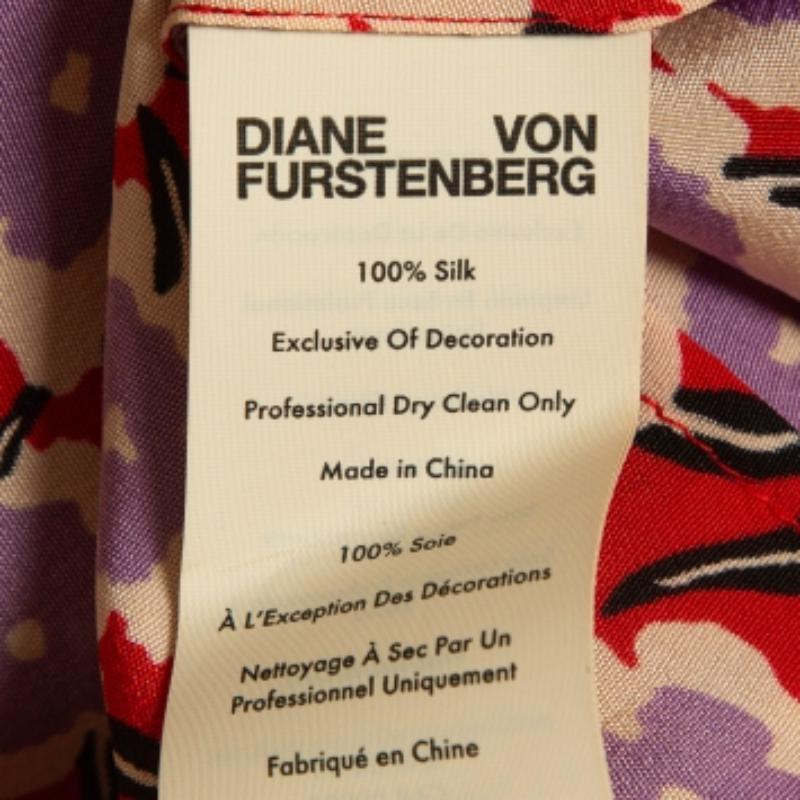 DIANE VON
FURSTENBERG
100% Silk
Exclusive Of Decoration
Professional Dry Clean Only
Made in China
100% Soie
À L'Exception Des Décorations
Nettoyage À Sec Par Un
Professionnel Uniquement
Fabriqué en Chine